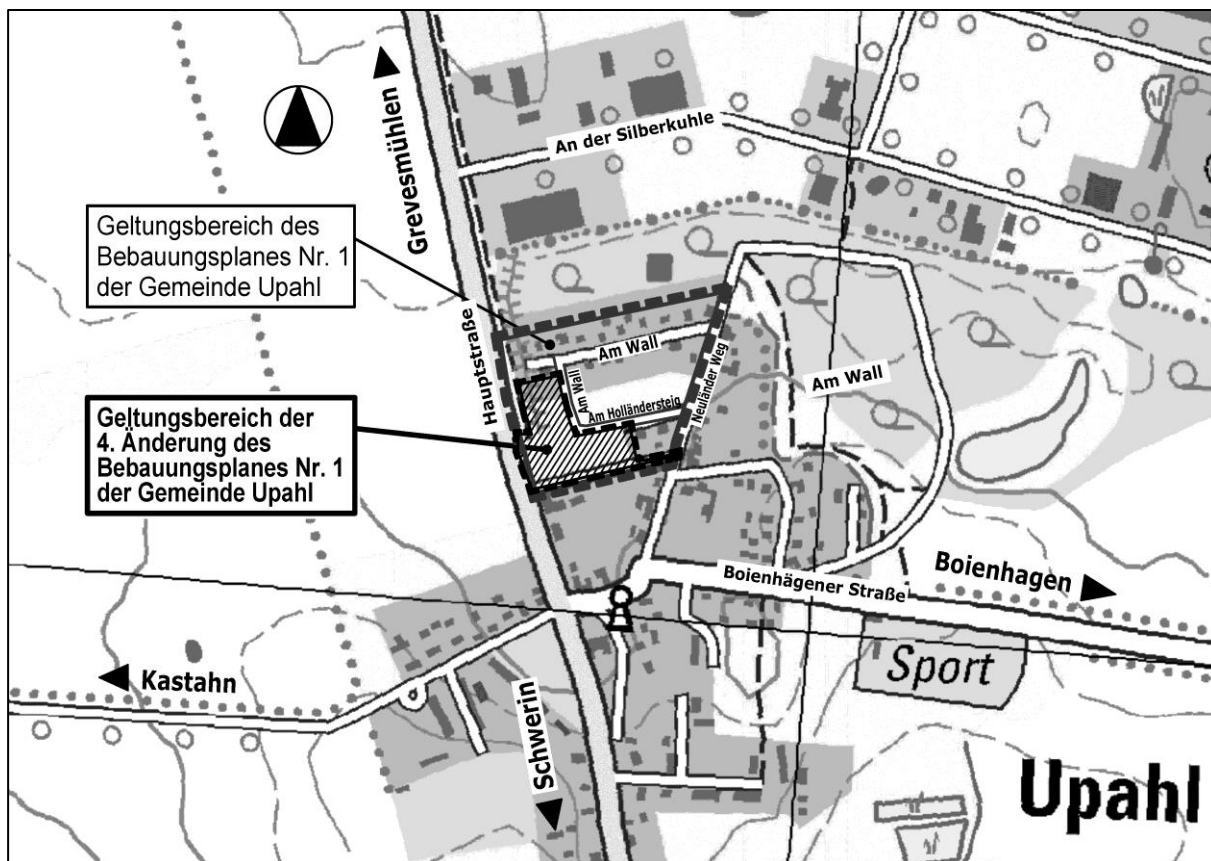 Grevesmühlen
An der Silberkuhle
Geltungsbereich des
Bebauungsplanes Nr. 1
der Gemeinde Upahl
Hauptstraße
Am Wall
Am Wall
Neuländer Weg
Am Wall
Am Holländersteig
Geltungsbereich der
4. Änderung des
Bebauungsplanes Nr. 1
der Gemeinde Upahl
Boienhagen
Boienhägener Straße
Sport
Kastahn
Schwerin
Upahl